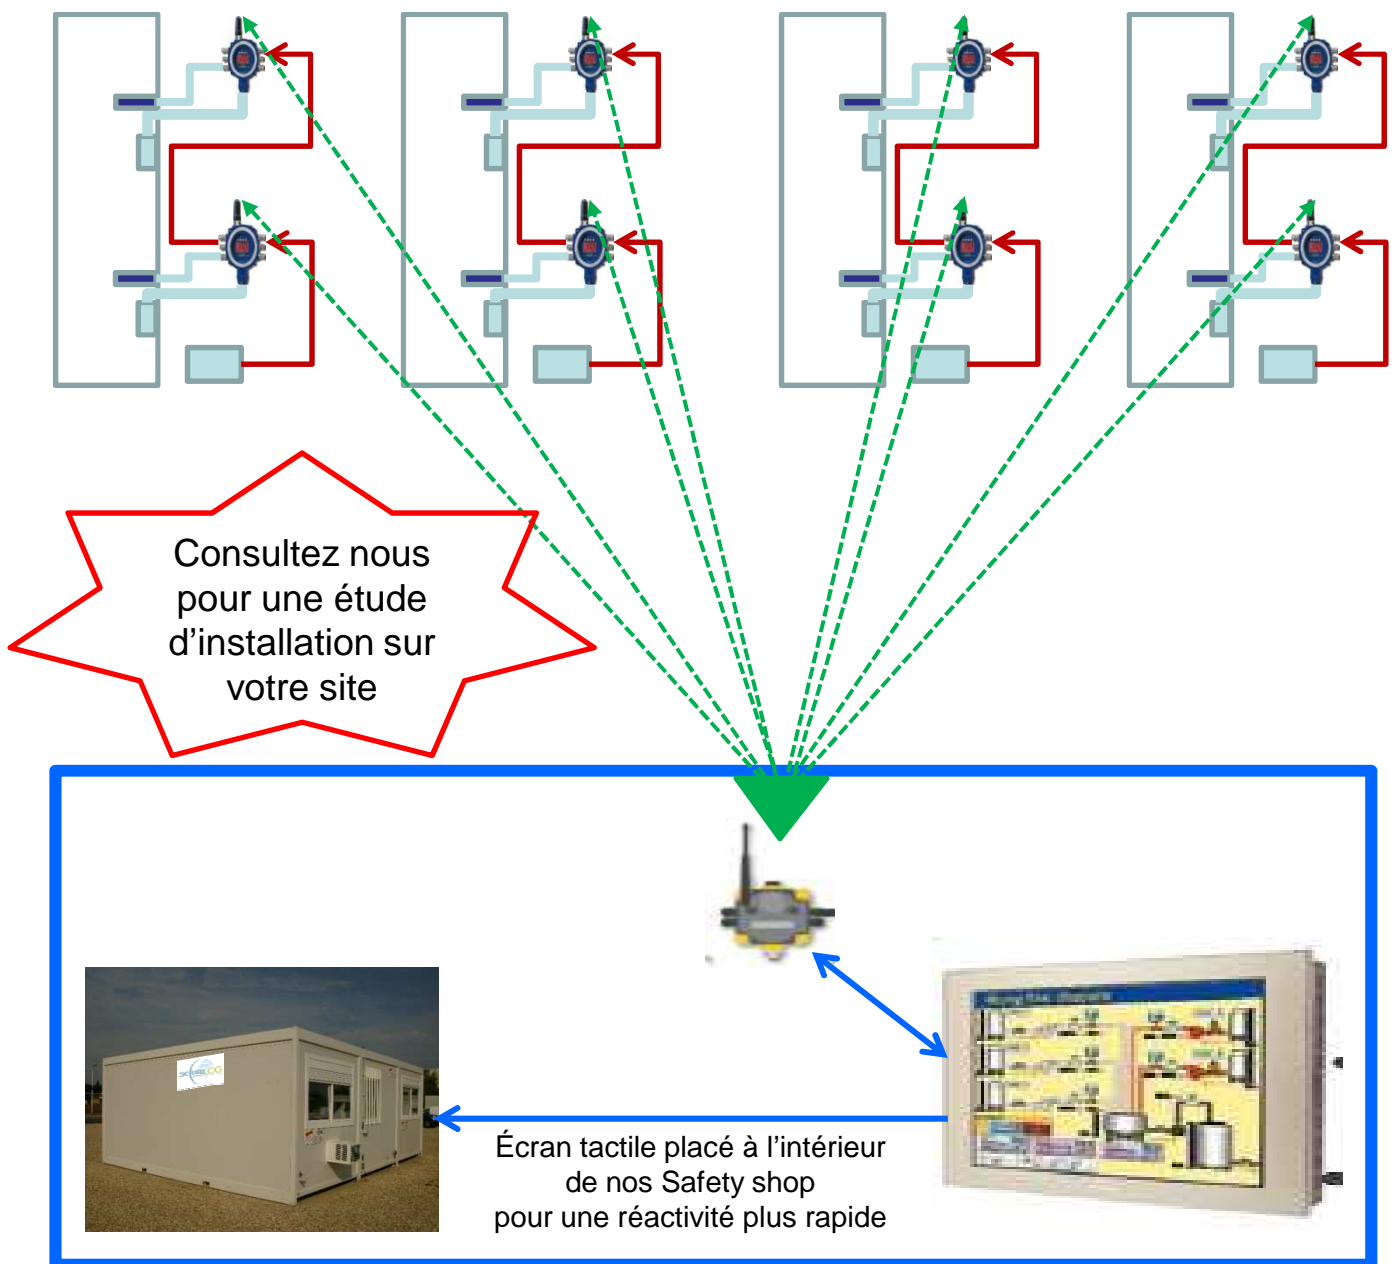 Consultez nous
pour une étude
d’installation sur
votre site
Écran tactile placé à l’intérieur
de nos Safety shop
pour une réactivité plus rapide